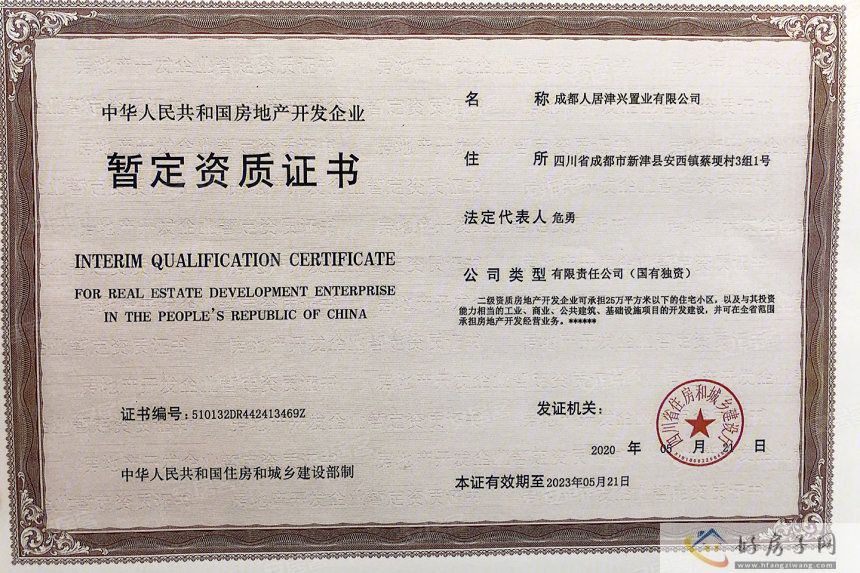 中华人民共和国房地产开发企业
暂定资质证书
INTERIM QUALIFICATION CERTIFICATE
FOR REAL ESTATE DEVELOPMENT ENTERPRISE
IN THE PEOPLE'S REPUBLIC OF CHINA
证书编号：510132DR442413469Z
中华人民共和国住房和城乡建设部制
名 称 成都人居津兴置业有限公司
住 所 四川省成都市新津县安西镇蔡埂村3组1号
法定代表人 危勇
公司类型 有限责任公司（国有独资）
二级资质房地产开发企业可承担25万平方米以下的住宅小区，以及与其投资
能力相当的工业、商业、公共建筑、基础设施项目的开发建设，并可在全省范围
承担房地产开发经营业务。******
发证机关：
四川省住房和城乡建设厅
2020 年 05 月 21 日
本证有效期至2023年05月21日
好房子网
www.hfangziwang.com